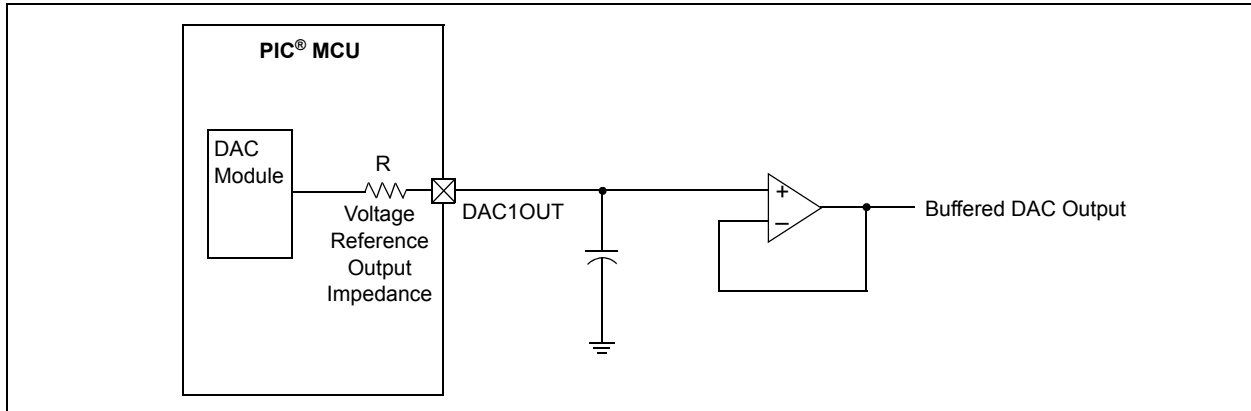 PIC® MCU
DAC
Module
R
Voltage
Reference
Output
Impedance
DAC1OUT
+
–
Buffered DAC Output